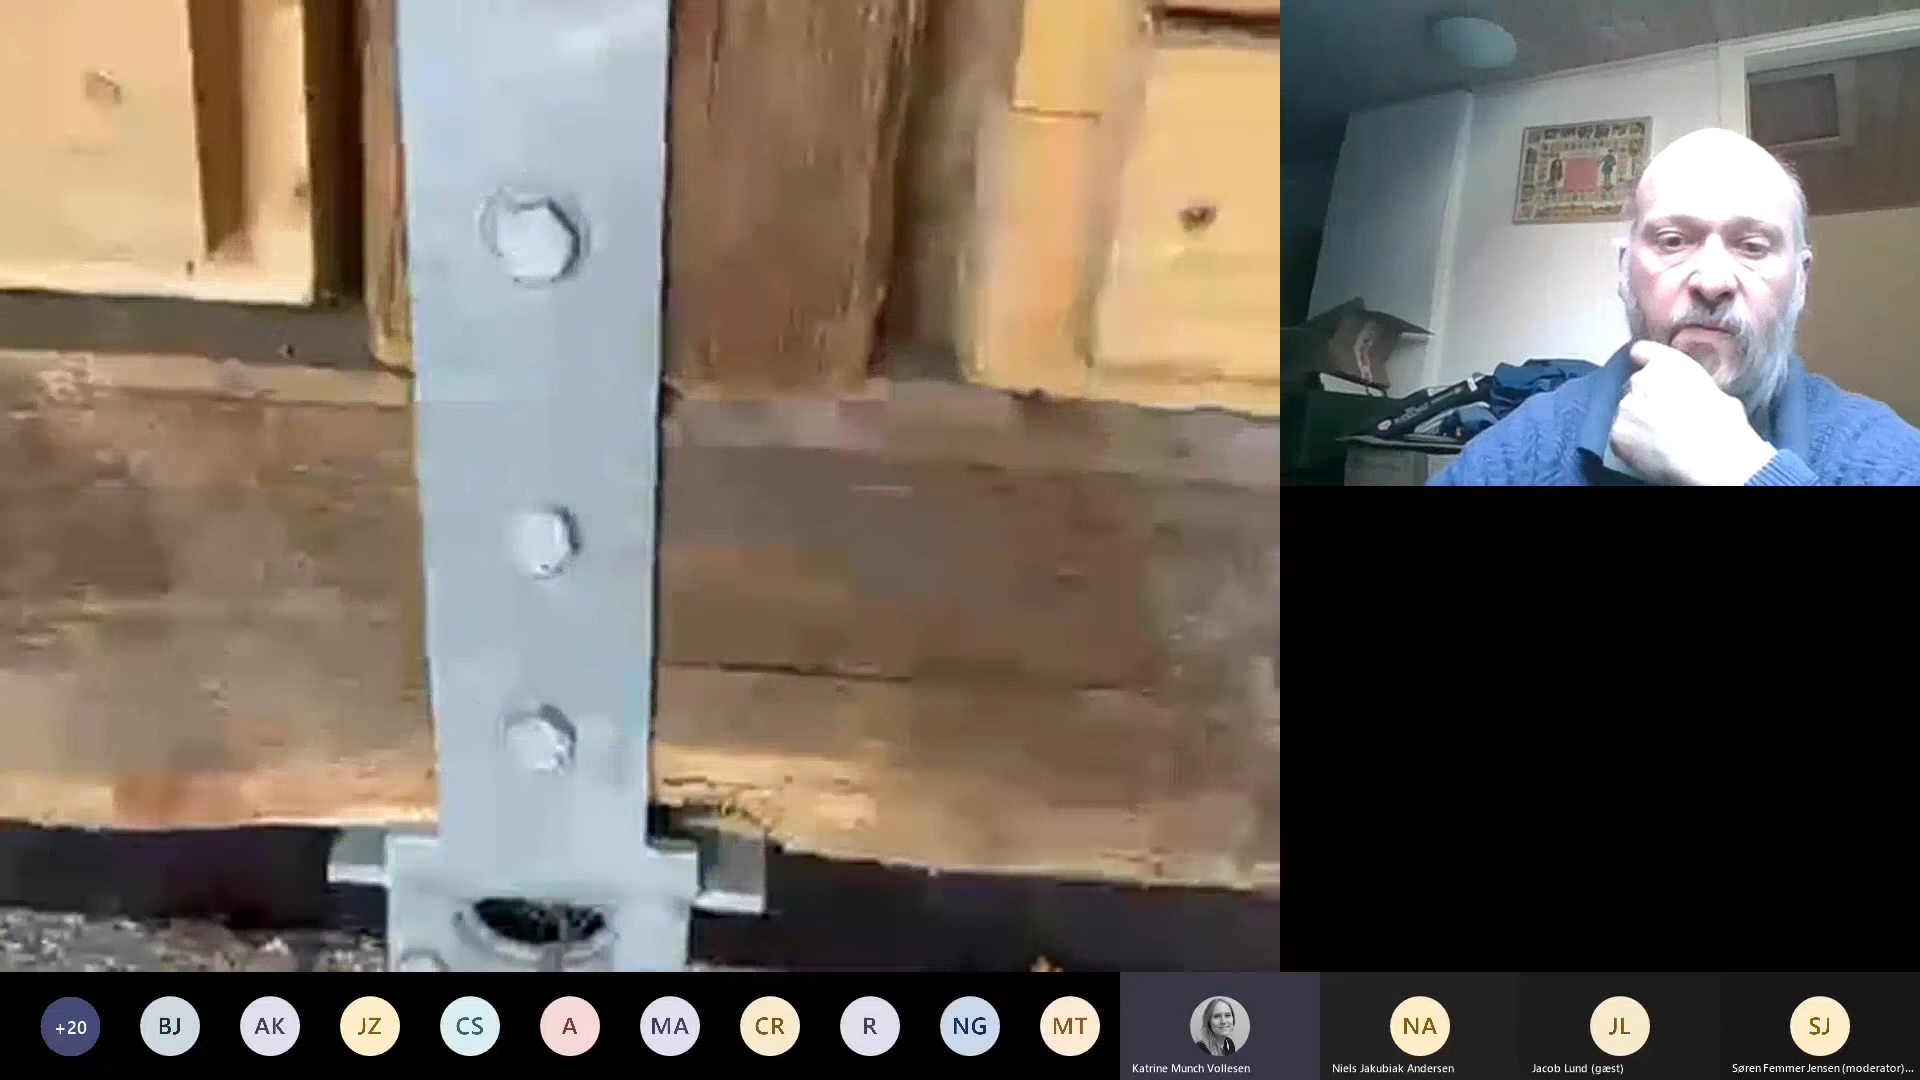 +20
BJ
AK
JZ
CS
A
MA
CR
R
NG
MT
Katrine Munch Vollesen
NA
Niels Jakubiak Andersen
JL
Jacob Lund (gæst)
SJ
Søren Femmer Jensen (moderator)...